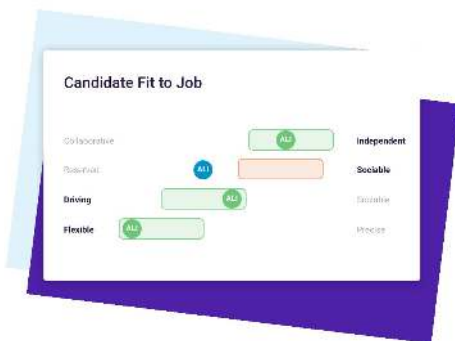 Candidate Fit to Job
Collaborative ALI Independent
Reserved ALI Sociable
Driving ALI
Flexible ALI Precise